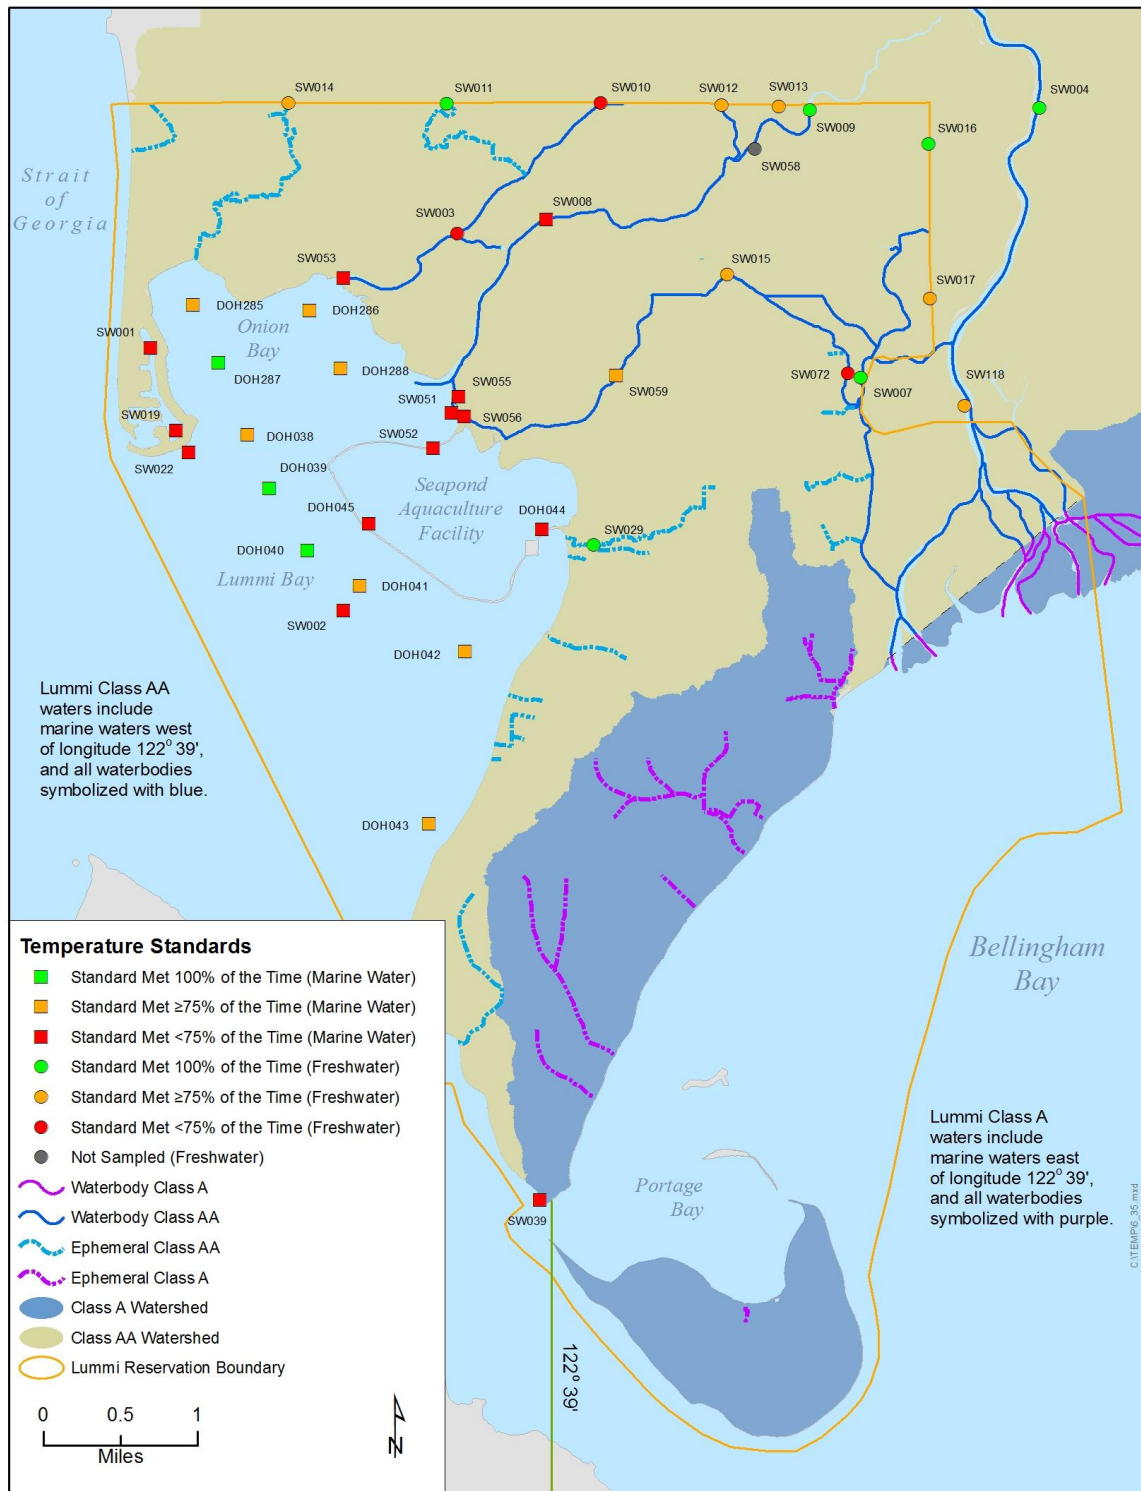 SW014
SW011
SW010
SW012
SW013
SW009
SW004
SW016
SW058
Strait
of
Georgia
SW003
SW008
SW053
SW015
SW017
DOH285
DOH286
Onion
Bay
SW001
DOH287
DOH288
SW055
SW051
SW056
SW059
SW072
SW007
SW118
SW019
SW022
DOH038
SW052
DOH039
Seapond
Aquaculture
Facility
DOH045
DOH044
SW029
DOH040
Lummi Bay
DOH041
SW002
DOH042
Lummi Class AA
waters include
marine waters west
of longitude 122° 39',
and all waterbodies
symbolized with blue.
DOH043
Bellingham
Bay
Temperature Standards
Standard Met 100% of the Time (Marine Water)
Standard Met ≥75% of the Time (Marine Water)
Standard Met <75% of the Time (Marine Water)
Standard Met 100% of the Time (Freshwater)
Standard Met ≥75% of the Time (Freshwater)
Standard Met <75% of the Time (Freshwater)
Not Sampled (Freshwater)
Waterbody Class A
Waterbody Class AA
Ephemeral Class AA
Ephemeral Class A
Class A Watershed
Class AA Watershed
Lummi Reservation Boundary
0 0.5 1
Miles
N
Lummi Class A
waters include
marine waters east
of longitude 122° 39',
and all waterbodies
symbolized with purple.
Portage
Bay
SW039
122° 39'
C:\TEMP\6_35.mxd